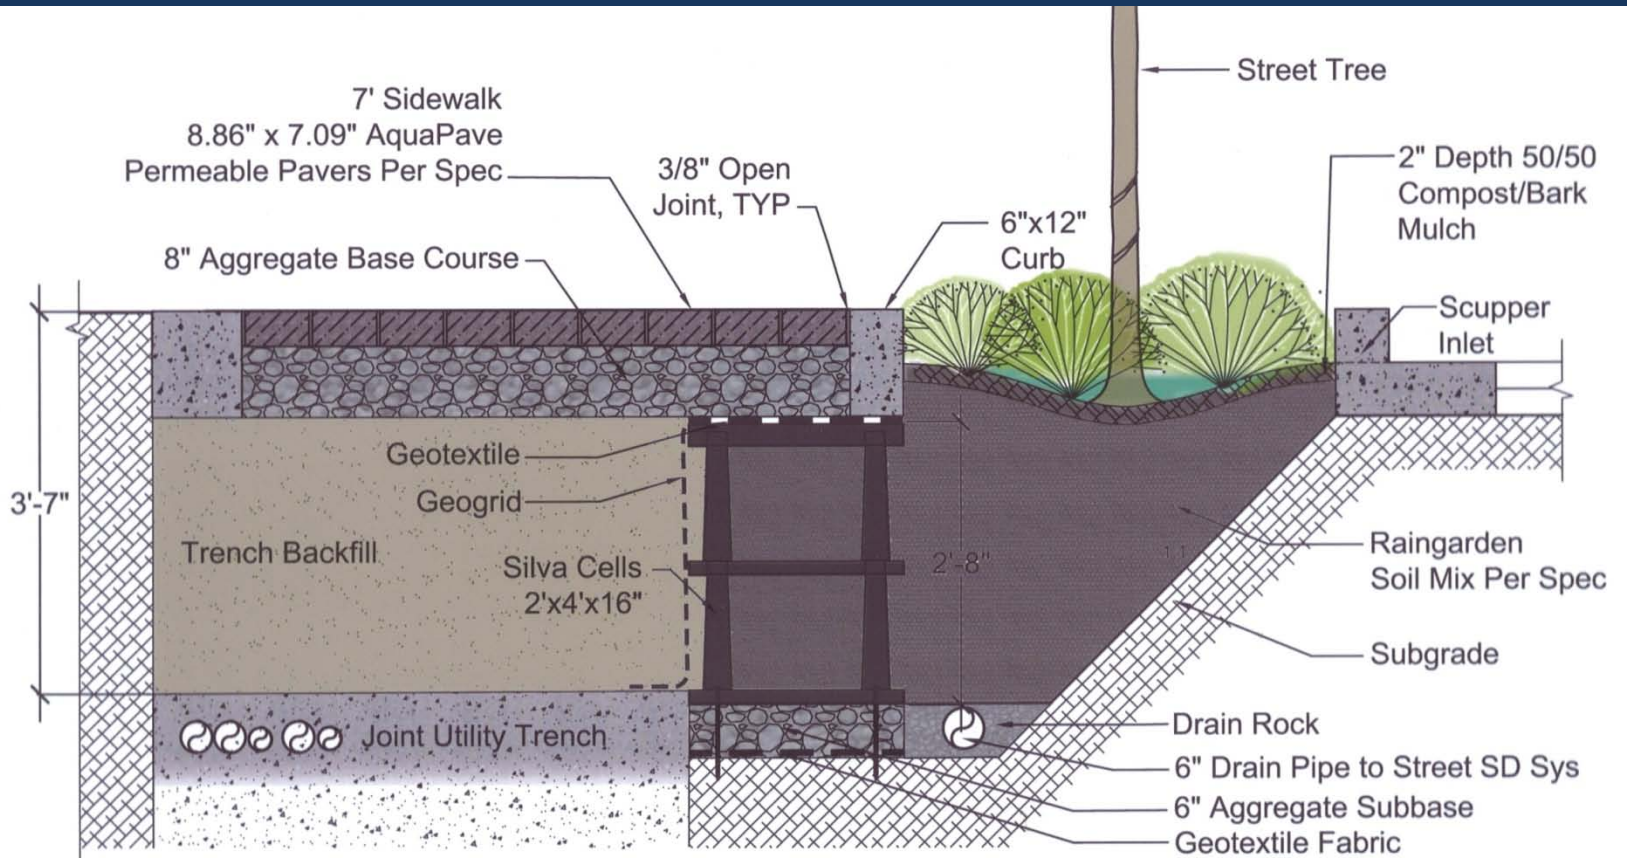 Street Tree
7' Sidewalk
8.86" x 7.09" AquaPave
Permeable Pavers Per Spec
3/8" Open
Joint, TYP
2" Depth 50/50
Compost/Bark
Mulch
6"x12"
Curb
8" Aggregate Base Course
Scupper
Inlet
Geotextile
Geogrid
3'-7"
Trench Backfill
Silva Cells
2'x4'x16"
2'-8"
1:1
Raingarden
Soil Mix Per Spec
Subgrade
Joint Utility Trench
Drain Rock
6" Drain Pipe to Street SD Sys
6" Aggregate Subbase
Geotextile Fabric